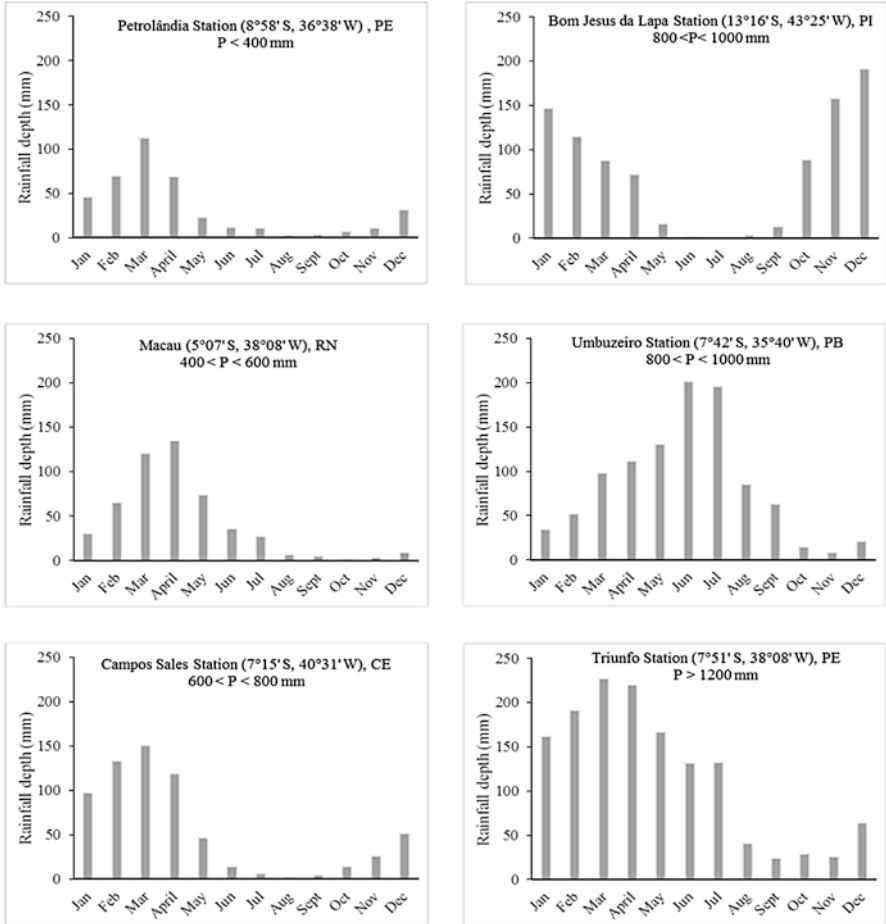 Petrolândia Station (8°58' S, 36°38' W) , PE
P < 400 mm
Rainfall depth (mm)
250
200
150
100
50
0
Jan Feb Mar April May Jun Jul Aug Sept Oct Nov Dec
Bom Jesus da Lapa Station (13°16' S, 43°25' W), PI
800 <P< 1000 mm
Rainfall depth (mm)
250
200
150
100
50
0
Jan Feb Mar April May Jun Jul Aug Sept Oct Nov Dec
Macau (5°07' S, 38°08' W), RN
400 < P < 600 mm
Rainfall depth (mm)
250
200
150
100
50
0
Jan Feb Mar April May Jun Jul Aug Sept Oct Nov Dec
Umbuzeiro Station (7°42' S, 35°40' W), PB
800 < P < 1000 mm
Rainfall depth (mm)
250
200
150
100
50
0
Jan Feb Mar April May Jun Jul Aug Sept Oct Nov Dec
Campos Sales Station (7°15' S, 40°31' W), CE
600 < P < 800 mm
Rainfall depth (mm)
250
200
150
100
50
0
Jan Feb Mar April May Jun Jul Aug Sept Oct Nov Dec
Triunfo Station (7°51' S, 38°08' W), PE
P > 1200 mm
Rainfall depth (mm)
250
200
150
100
50
0
Jan Feb Mar April May Jun Jul Aug Sept Oct Nov Dec